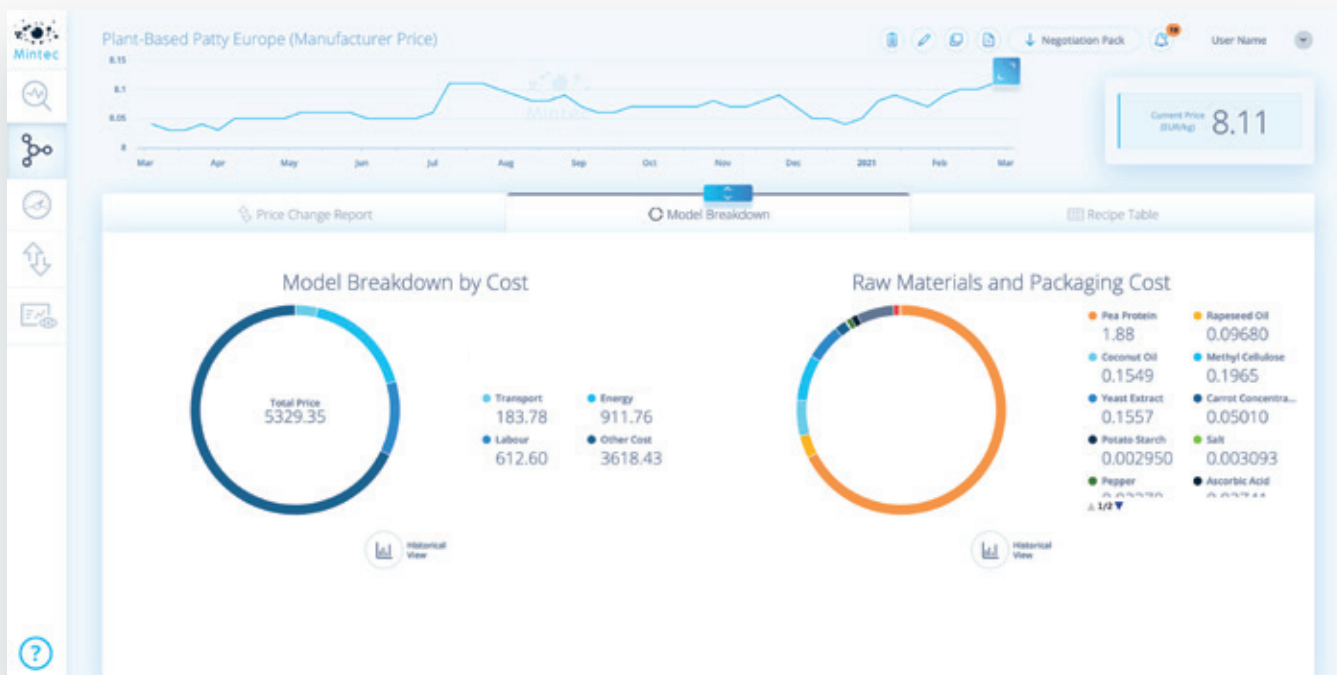 Mintec
Plant-Based Patty Europe (Manufacturer Price)
Negotiation Pack
User Name
8.15
8.1
8.05
8
Mintec
Mar Apr May Jun Jul Aug Sep Oct Nov Dec 2021 Feb Mar
Current Price
(EUR/kg)
8.11
Price Change Report
Model Breakdown
Recipe Table
Model Breakdown by Cost
Total Price
5329.35
Transport Energy
183.78 911.76
Labour Other Cost
612.60 3618.43
Historical
View
Raw Materials and Packaging Cost
Pea Protein Rapeseed Oil
1.88 0.09680
Coconut Oil Methyl Cellulose
0.1549 0.1965
Yeast Extract Carrot Concentra...
0.1557 0.05010
Potato Starch Salt
0.002950 0.003093
Pepper Ascorbic Acid
1/2
Historical
View
?